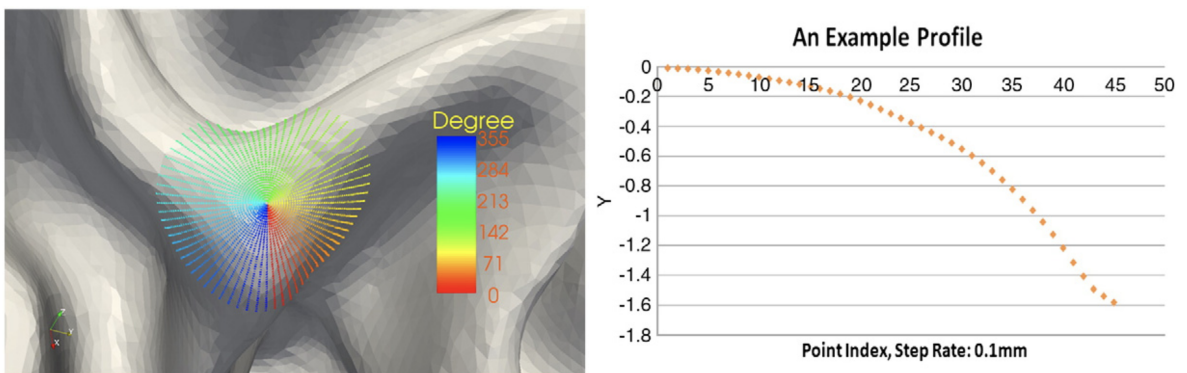 Degree
355
284
213
142
71
0
Z
Y
X
An Example Profile
0
-0.2
-0.4
-0.6
-0.8
-1
-1.2
-1.4
-1.6
-1.8
Y
0 5 10 15 20 25 30 35 40 45 50
Point Index, Step Rate: 0.1mm